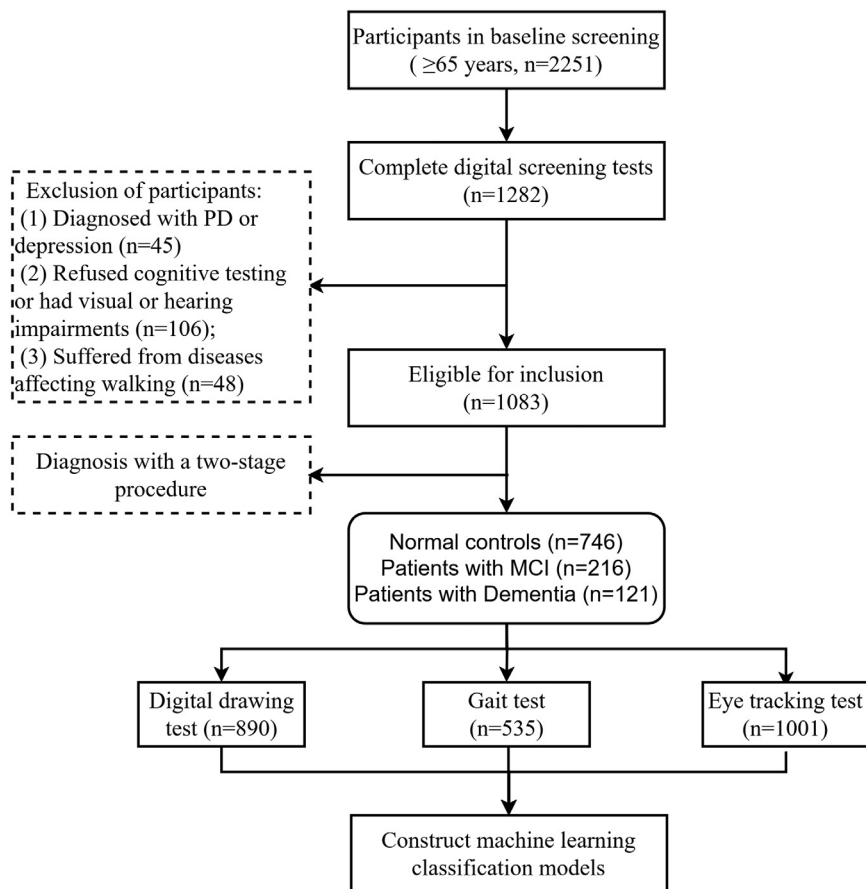 Participants in baseline screening
( ≥65 years, n=2251)
Complete digital screening tests
(n=1282)
Exclusion of participants:
(1) Diagnosed with PD or
depression (n=45)
(2) Refused cognitive testing
or had visual or hearing
impairments (n=106);
(3) Suffered from diseases
affecting walking (n=48)
Eligible for inclusion
(n=1083)
Diagnosis with a two-stage
procedure
Normal controls (n=746)
Patients with MCI (n=216)
Patients with Dementia (n=121)
Digital drawing
test (n=890)
Gait test
(n=535)
Eye tracking test
(n=1001)
Construct machine learning
classification models